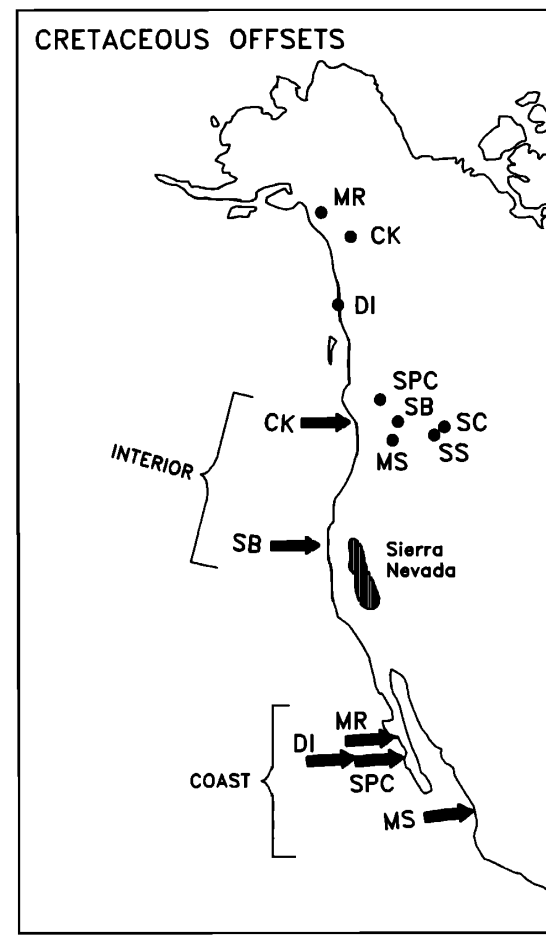 CRETACEOUS OFFSETS
MR
CK
DI
SPC
SB
SC
CK
MS
SS
INTERIOR
SB
Sierra
Nevada
MR
DI
SPC
COAST
MS